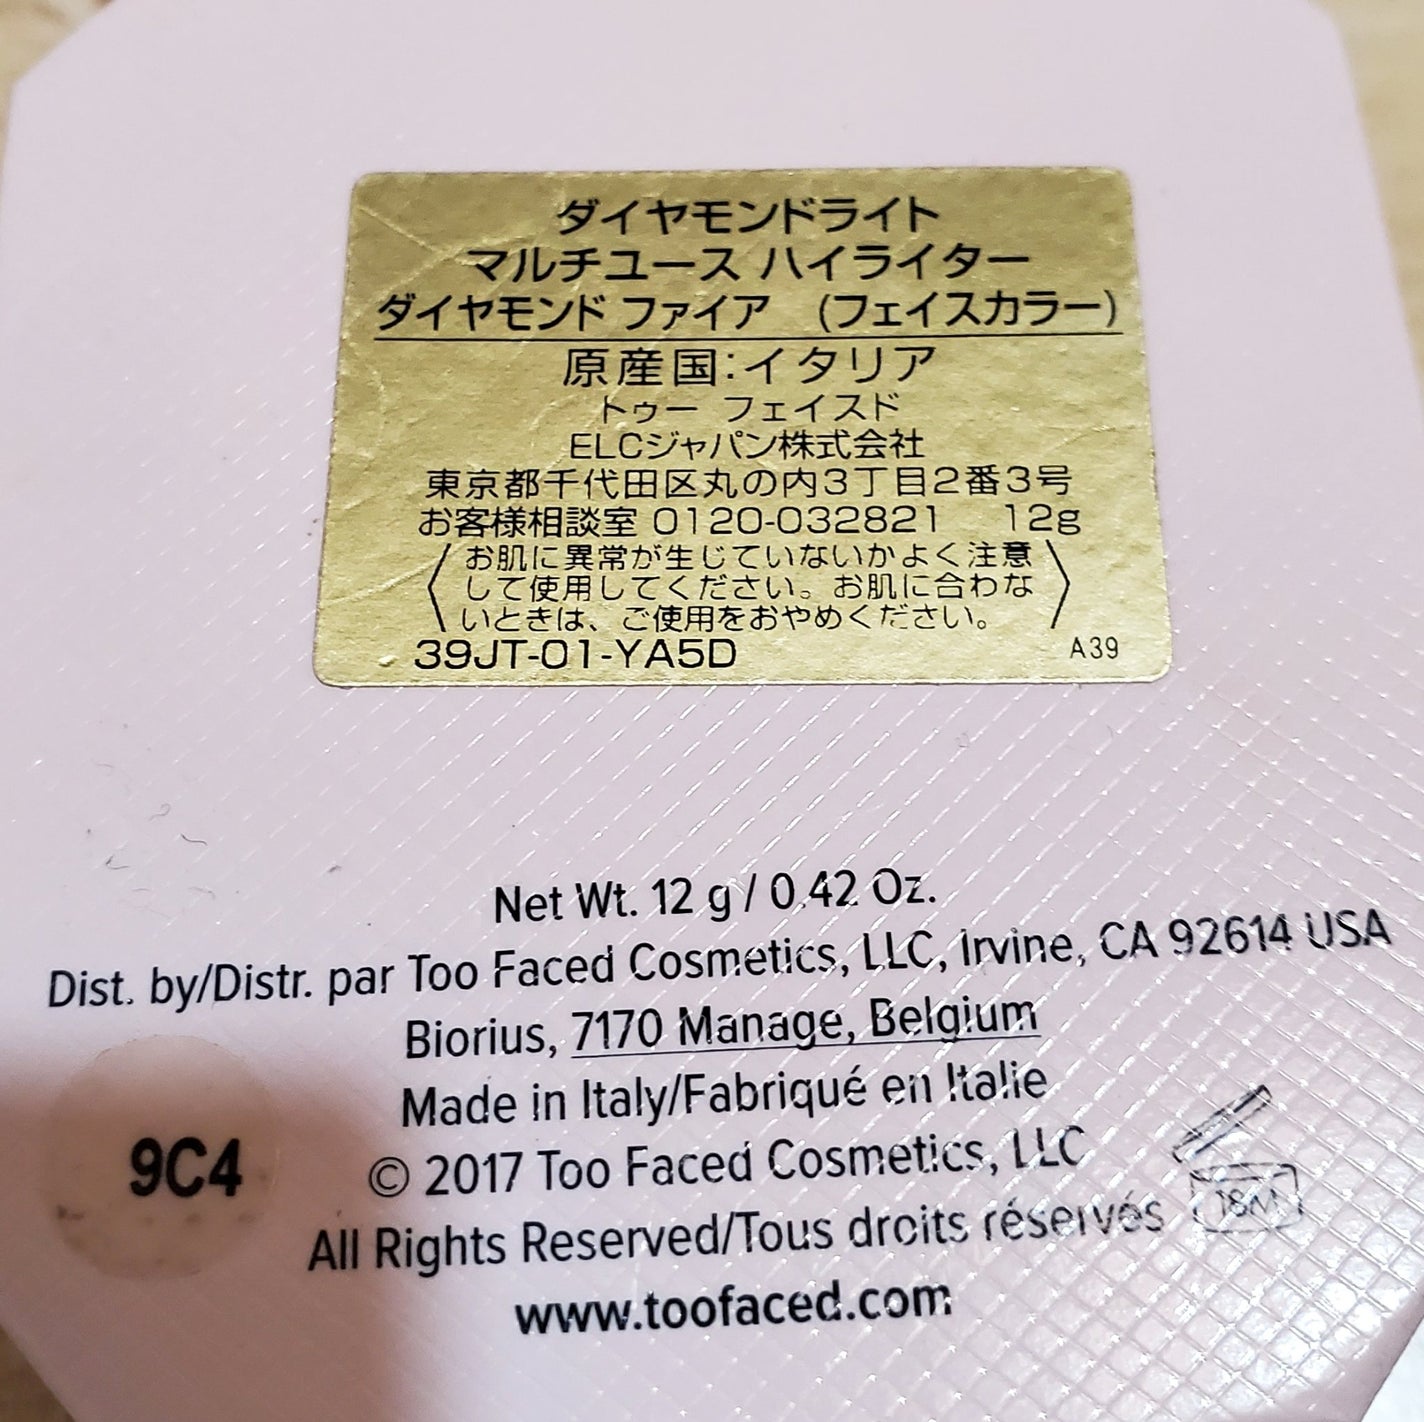 ダイヤモンドライト
マルチユース ハイライター
ダイヤモンド ファイア (フェイスカラー)
原産国:イタリア
トゥー フェイスド
ELCジャパン株式会社
東京都千代田区丸の内3丁目2番3号
お客様相談室 0120-032821 12g
お肌に異常が生じていないかよく注意
して使用してください。お肌に合わな
いときは、ご使用をおやめください。
39JT-01-YA5D A39
Net Wt. 12 g / 0.42 Oz.
Dist. by/Distr. par Too Faced Cosmetics, LLC, Irvine, CA 92614 USA
Biorius, 7170 Manage, Belgium
Made in Italy/Fabriqué en Italie
© 2017 Too Faced Cosmetics, LLC
All Rights Reserved/Tous droits réservés
www.toofaced.com
9C4
18M